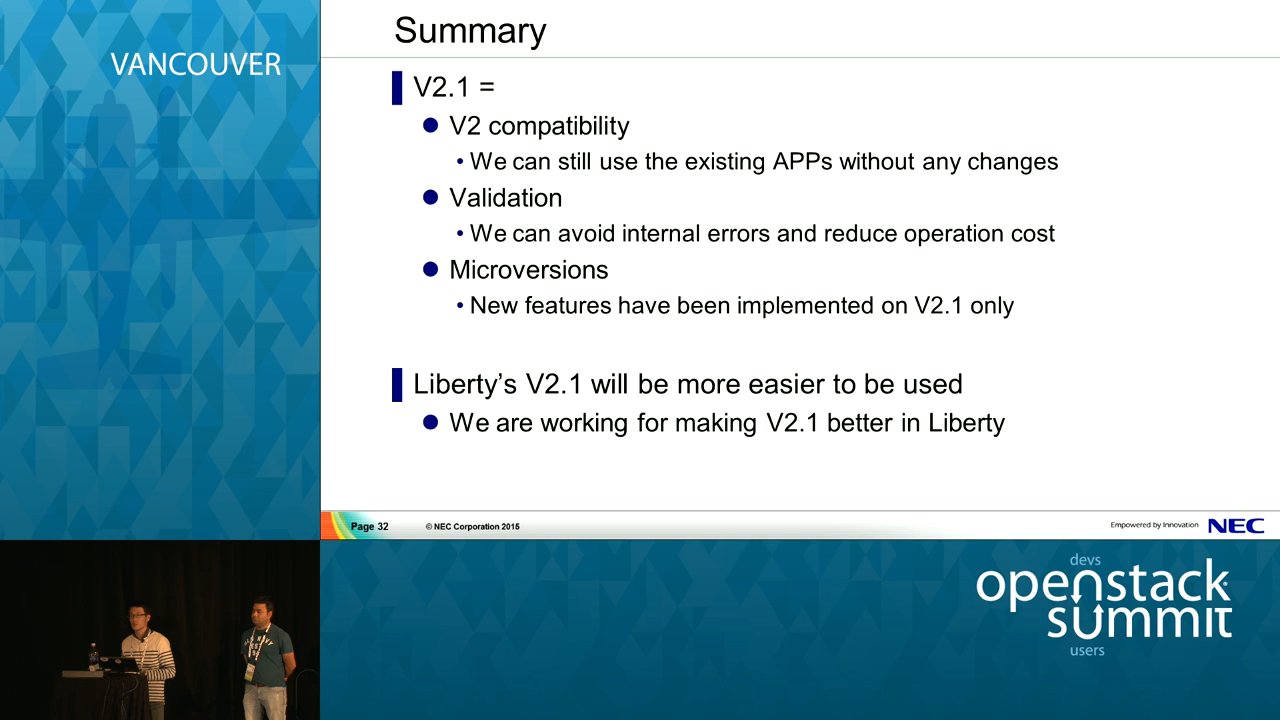 VANCOUVER
Summary
V2.1 =
V2 compatibility
We can still use the existing APPs without any changes
Validation
We can avoid internal errors and reduce operation cost
Microversions
New features have been implemented on V2.1 only
Liberty's V2.1 will be more easier to be used
We are working for making V2.1 better in Liberty
Page 32
© NEC Corporation 2015
Empowered by Innovation
NEC
devs
openstack
summit
users